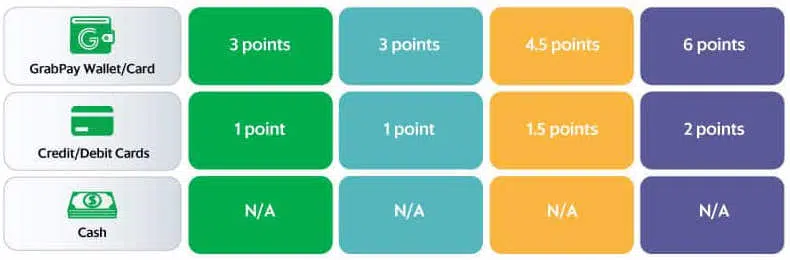 GrabPay Wallet/Card 3 points 3 points 4.5 points 6 points
Credit/Debit Cards 1 point 1 point 1.5 points 2 points
Cash N/A N/A N/A N/A